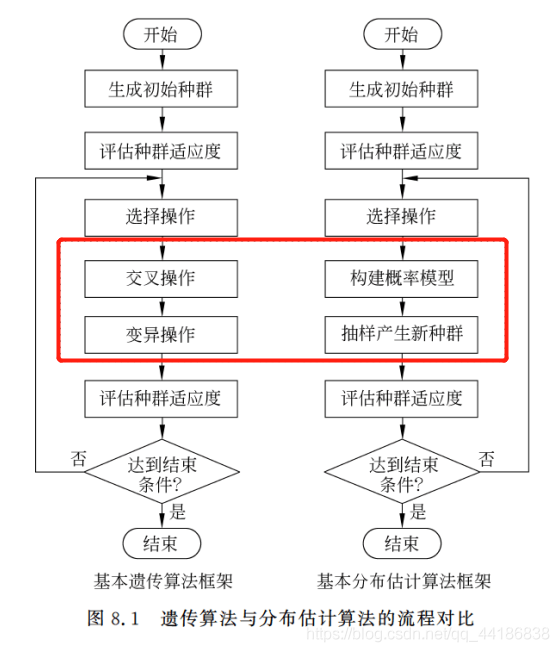 开始
生成初始种群
评估种群适应度
选择操作
交叉操作
变异操作
评估种群适应度
否
达到结束
条件?
是
结束
基本遗传算法框架
开始
生成初始种群
评估种群适应度
选择操作
构建概率模型
抽样产生新种群
评估种群适应度
达到结束
条件?
否
是
结束
基本分布估计算法框架
图 8.1 遗传算法与分布估计算法的流程对比
https://blog.csdn.net/qq_44186838